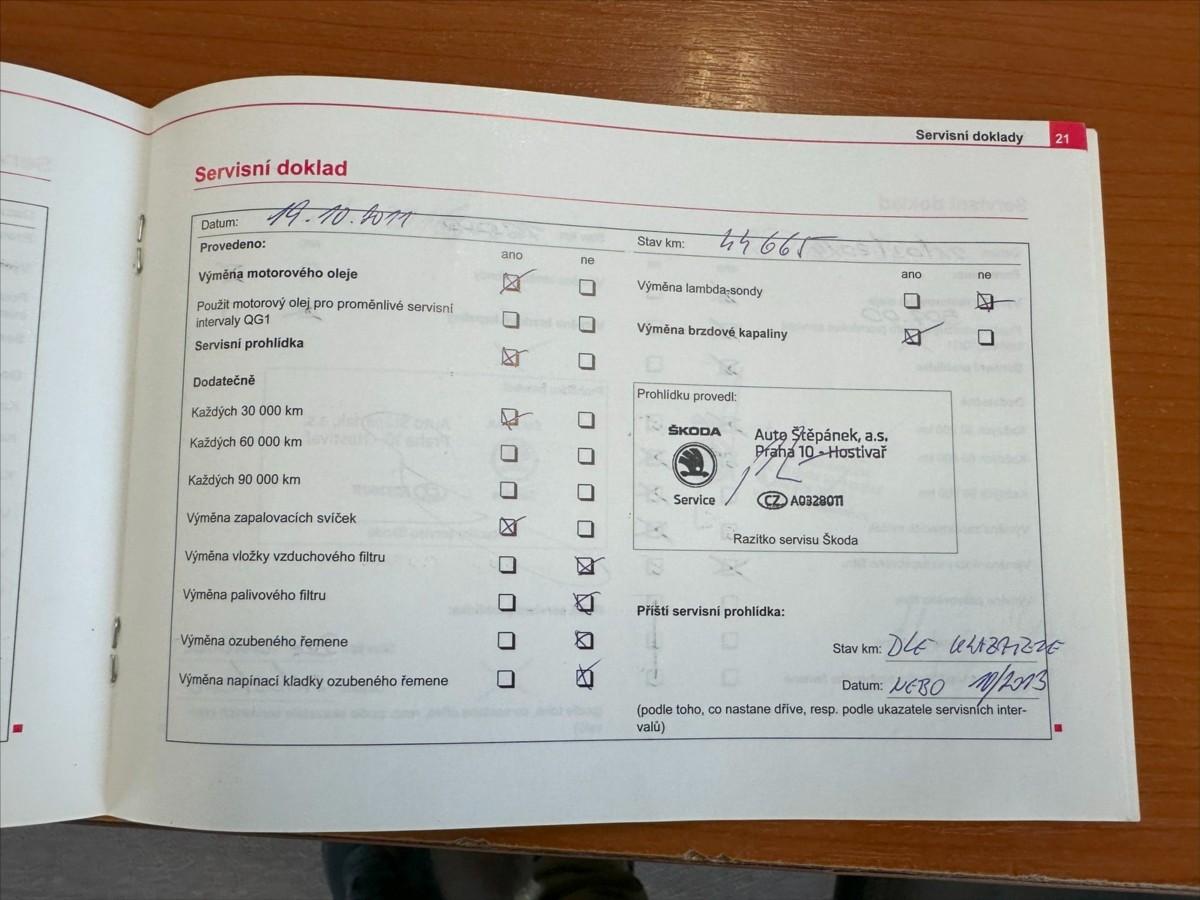 Servisní doklady 21
Servisní doklad
Datum: 19.10.2011
Stav km: 44665
Provedeno:
ano ne
Výměna motorového oleje
Použit motorový olej pro proměnlivé servisní
intervaly QG1
Servisní prohlídka
Dodatečně
Každých 30 000 km
Každých 60 000 km
Každých 90 000 km
Výměna zapalovacích svíček
Výměna vložky vzduchového filtru
Výměna palivového filtru
Výměna ozubeného řemene
Výměna napínací kladky ozubeného řemene
ano ne
Výměna lambda-sondy
Výměna brzdové kapaliny
Prohlídku provedl:
ŠKODA
Service
Auto Štěpánek, a.s.
Praha 10 - Hostivař
CZ A0328011
Razítko servisu Škoda
Příští servisní prohlídka:
Stav km: DLE UKAZATELE
Datum: NEBO 10/2013
(podle toho, co nastane dříve, resp. podle ukazatele servisních inter-
valů)